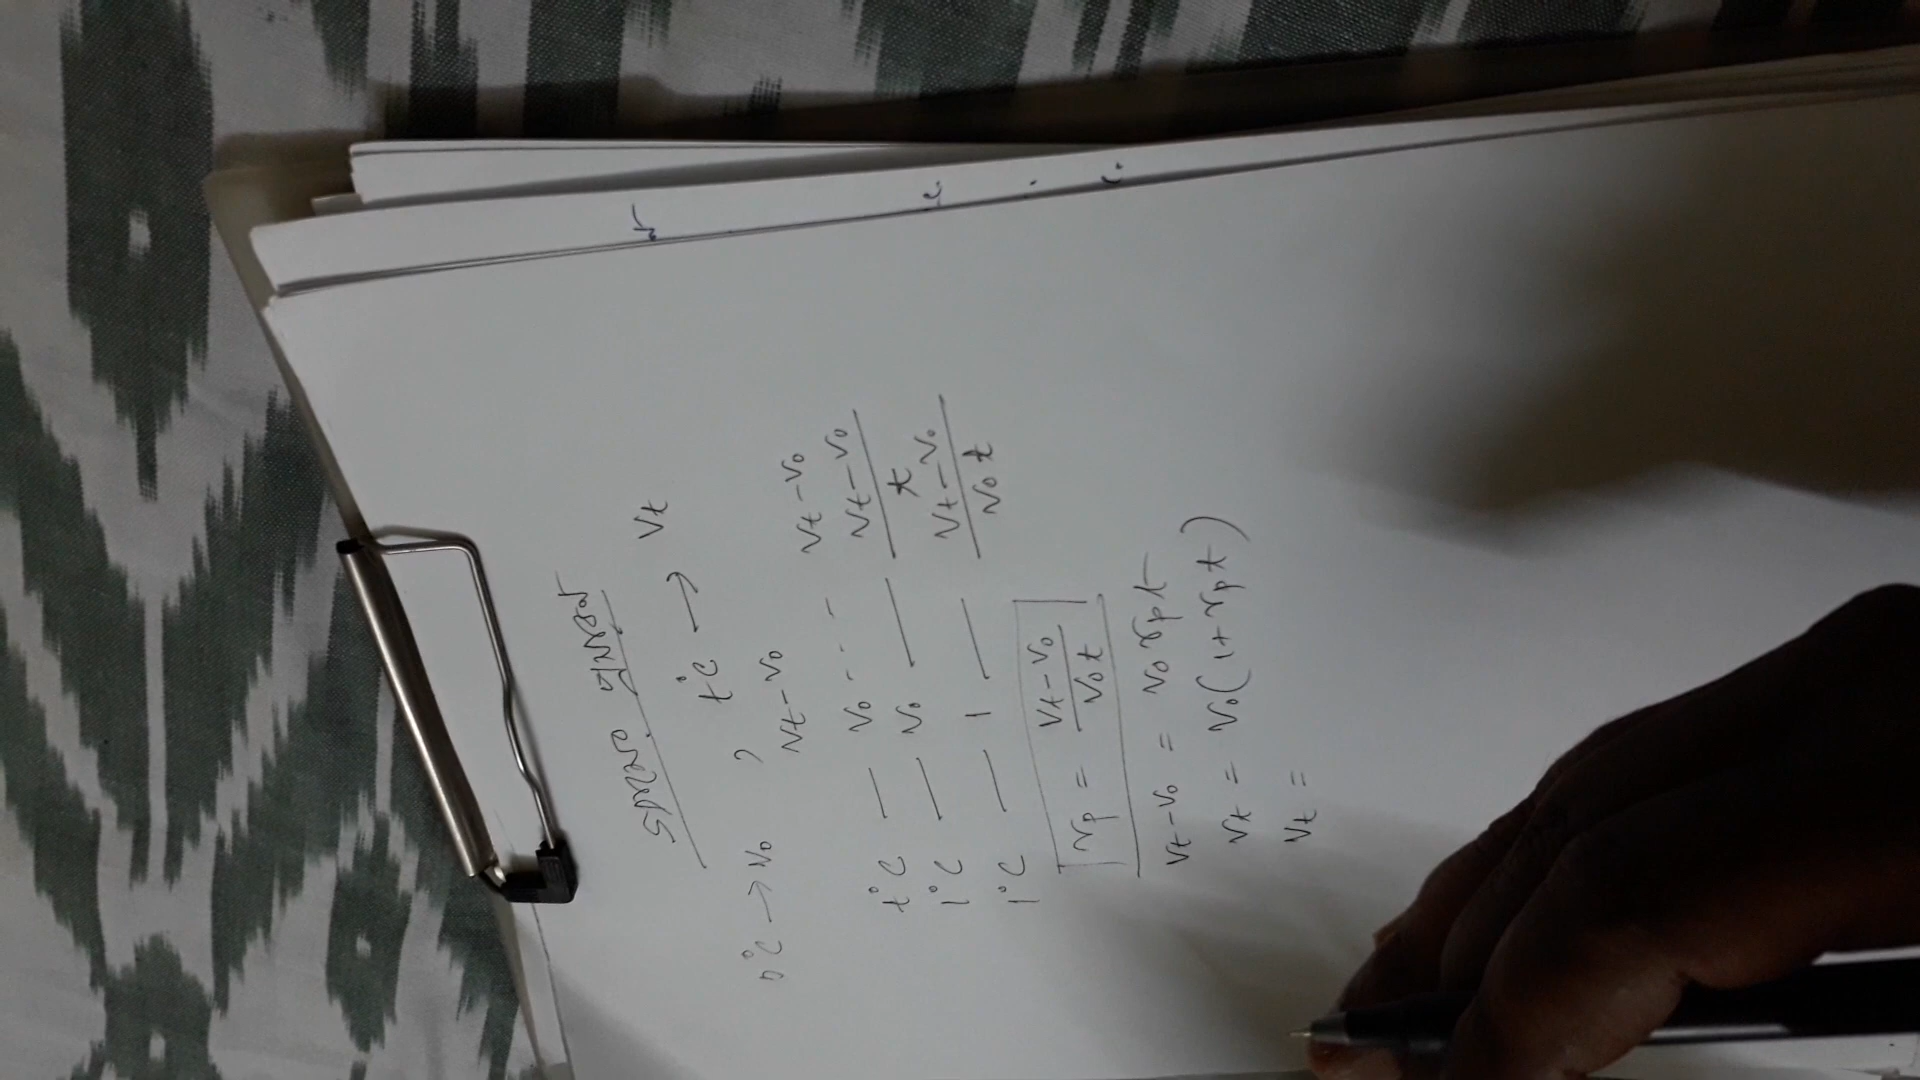 0°C → V₀ , t°C → Vt
Vt - V₀
t°C — V₀ - - - Vt - V₀
1°C — V₀ — (Vt - V₀)/t
1°C — 1 — (Vt - V₀)/(V₀t)
γp = (Vt - V₀)/(V₀t)
Vt - V₀ = V₀γpt
Vt = V₀(1 + γpt)
Vt =